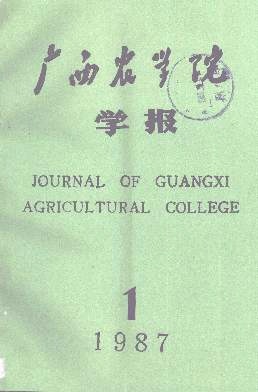 广西农学院
学报
JOURNAL OF GUANGXI
AGRICULTURAL COLLEGE
1
1987